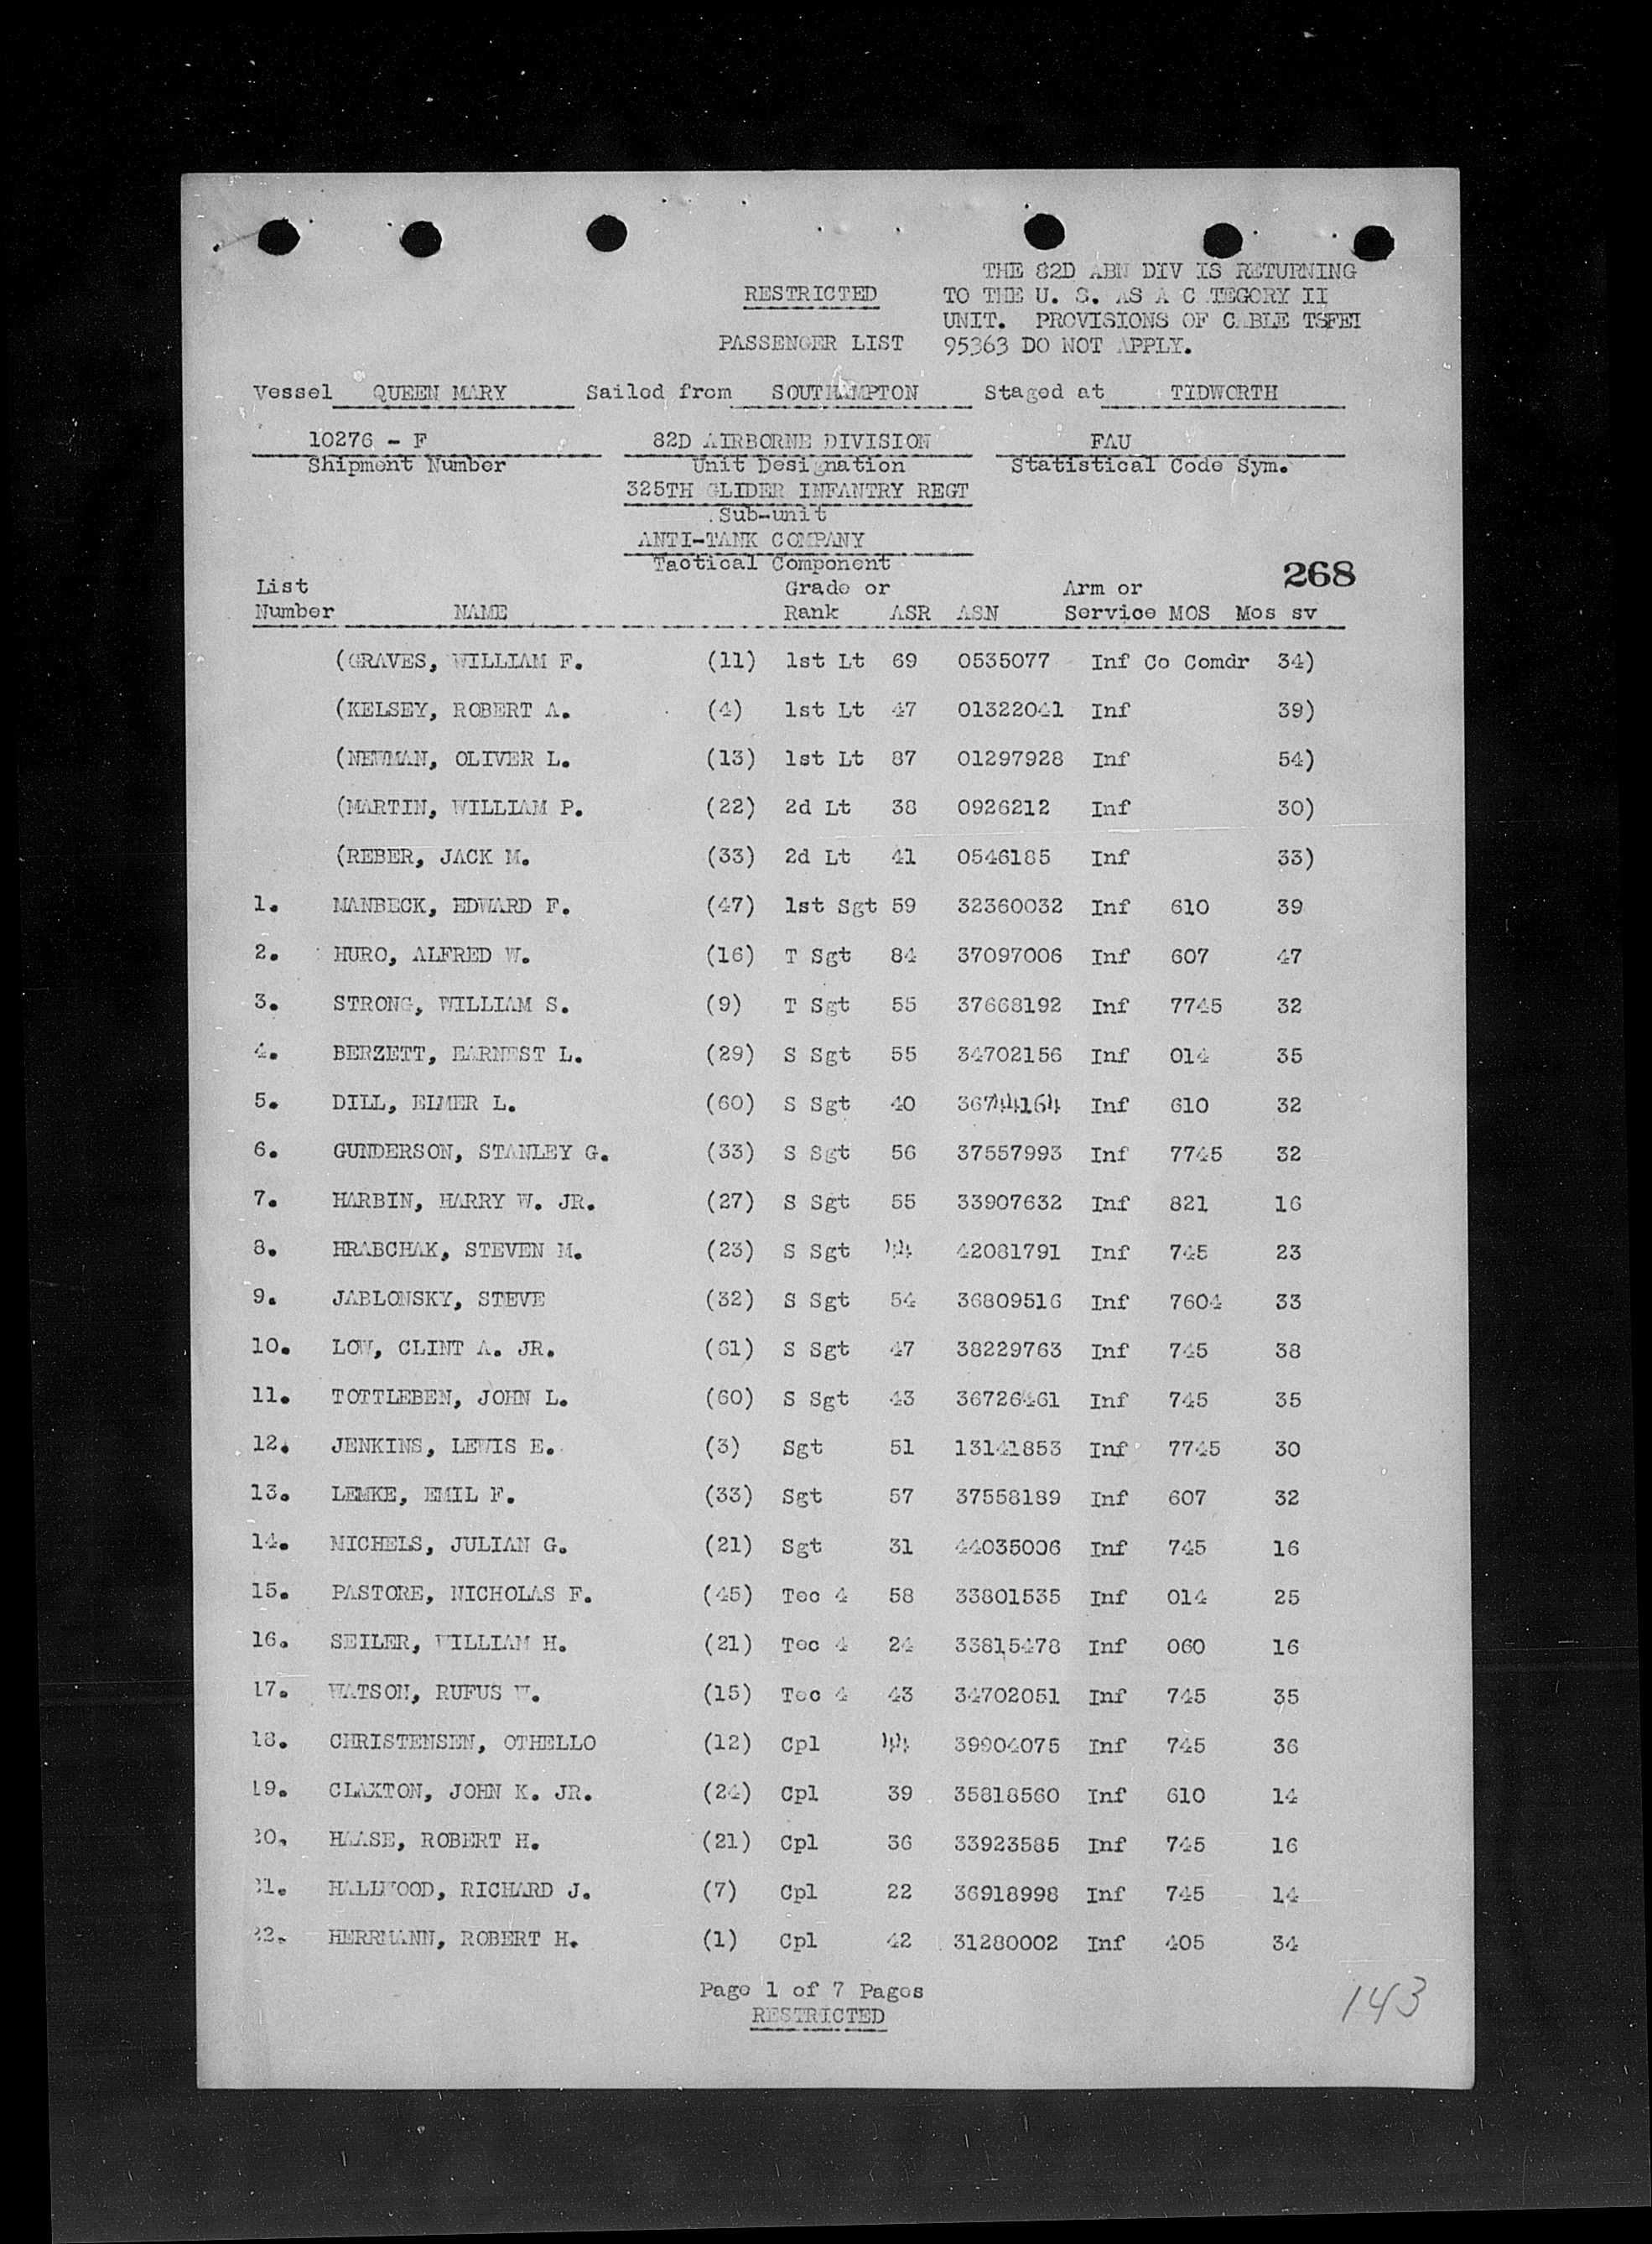 THE 82D ABN DIV IS RETURNING
RESTRICTED TO THE U. S. AS A C TEGORY II
UNIT. PROVISIONS OF C BLE TSFET
PASSENGER LIST 95363 DO NOT APPLY.
Vessel QUEEN MARY Sailed from SOUTHAMPTON Staged at TIDWORTH
10276 - F 82D AIRBORNE DIVISION FAU
Shipment Number Unit Designation Statistical Code Sym.
325TH GLIDER INFANTRY REGT
Sub-unit
ANTI-TANK COMPANY
Tactical Component 268
List Grade or Arm or
Number NAME Rank ASR ASN Service MOS Mos sv
(GRAVES, WILLIAM F. (11) 1st Lt 69 0535077 Inf Co Comdr 34)
(KELSEY, ROBERT A. (4) 1st Lt 47 01322041 Inf 39)
(NEWMAN, OLIVER L. (13) 1st Lt 87 01297928 Inf 54)
(MARTIN, WILLIAM P. (22) 2d Lt 38 0926212 Inf 30)
(REBER, JACK M. (33) 2d Lt 41 0546185 Inf 33)
1. MANBECK, EDWARD F. (47) 1st Sgt 59 32360032 Inf 610 39
2. HURO, ALFRED W. (16) T Sgt 84 37097006 Inf 607 47
3. STRONG, WILLIAM S. (9) T Sgt 55 37668192 Inf 7745 32
4. BERZETT, EARNEST L. (29) S Sgt 55 34702156 Inf 014 35
5. DILL, ELMER L. (60) S Sgt 40 36744164 Inf 610 32
6. GUNDERSON, STANLEY G. (33) S Sgt 56 37557993 Inf 7745 32
7. HARBIN, HARRY W. JR. (27) S Sgt 55 33907632 Inf 821 16
8. HRABCHAK, STEVEN M. (23) S Sgt 44 42081791 Inf 745 23
9. JABLONSKY, STEVE (32) S Sgt 54 36809516 Inf 7604 33
10. LOW, CLINT A. JR. (61) S Sgt 47 38229763 Inf 745 38
11. TOTTLEBEN, JOHN L. (60) S Sgt 43 36726461 Inf 745 35
12. JENKINS, LEWIS E. (3) Sgt 51 13141853 Inf 7745 30
13. LEMKE, EMIL F. (33) Sgt 57 37558189 Inf 607 32
14. MICHELS, JULIAN G. (21) Sgt 31 44035006 Inf 745 16
15. PASTORE, NICHOLAS F. (45) Tec 4 58 33801535 Inf 014 25
16. SEILER, WILLIAM H. (21) Tec 4 24 33815478 Inf 060 16
17. WATSON, RUFUS W. (15) Tec 4 43 34702051 Inf 745 35
18. CHRISTENSEN, OTHELLO (12) Cpl 44 39904075 Inf 745 36
19. CLAXTON, JOHN K. JR. (24) Cpl 39 35818560 Inf 610 14
20. HAASE, ROBERT H. (21) Cpl 36 33923585 Inf 745 16
21. HALLWOOD, RICHARD J. (7) Cpl 22 36918998 Inf 745 14
22. HERRMANN, ROBERT H. (1) Cpl 42 31280002 Inf 405 34
Page 1 of 7 Pages
RESTRICTED
143